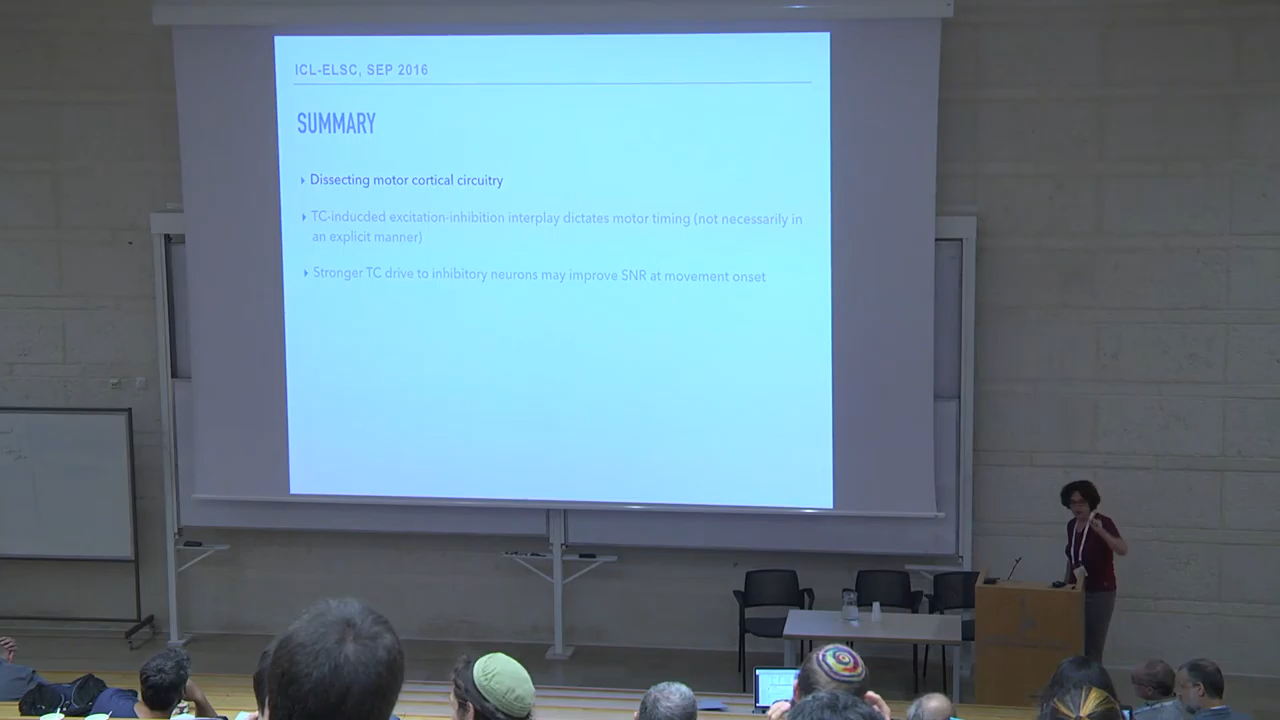 ICL-ELSC, SEP 2016
SUMMARY
Dissecting motor cortical circuitry
TC-inducded excitation-inhibition interplay dictates motor timing (not necessarily in
an explicit manner)
Stronger TC drive to inhibitory neurons may improve SNR at movement onset